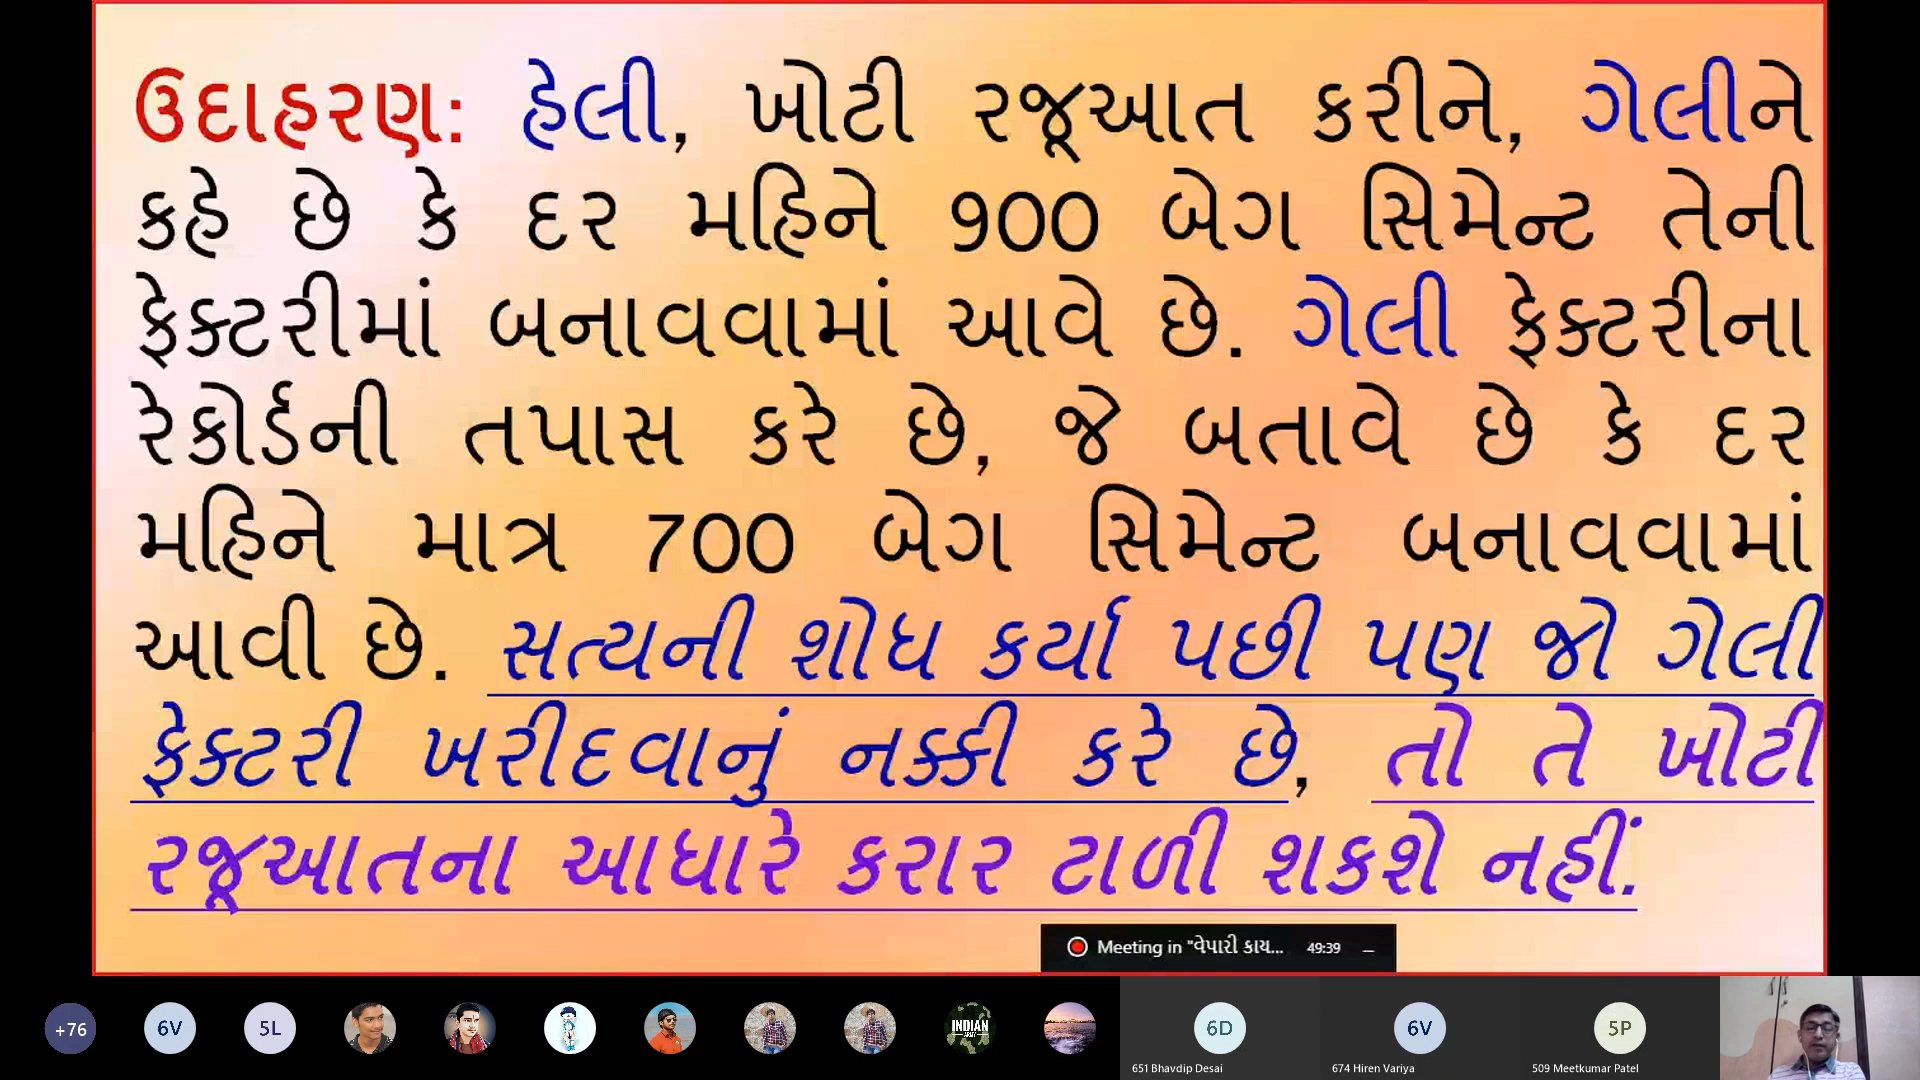 ઉદાહરણ: હેલી, ખોટી રજૂઆત કરીને, ગેલીને
કહે છે કે દર મહિને 900 બેગ સિમેન્ટ તેની
ફેક્ટરીમાં બનાવવામાં આવે છે. ગેલી ફેક્ટરીના
રેકોર્ડની તપાસ કરે છે, જે બતાવે છે કે દર
મહિને માત્ર 700 બેગ સિમેન્ટ બનાવવામાં
આવી છે. સત્યની શોધ કર્યા પછી પણ જો ગેલી
ફેક્ટરી ખરીદવાનું નક્કી કરે છે, તો તે ખોટી
રજૂઆતના આધારે કરાર ટાળી શકશે નહીં.
Meeting in "વેપારી કાય... 49:39
+76 6V 5L INDIAN ARMY 6D 6V 5P
651 Bhavdip Desai 674 Hiren Variya 509 Meetkumar Patel